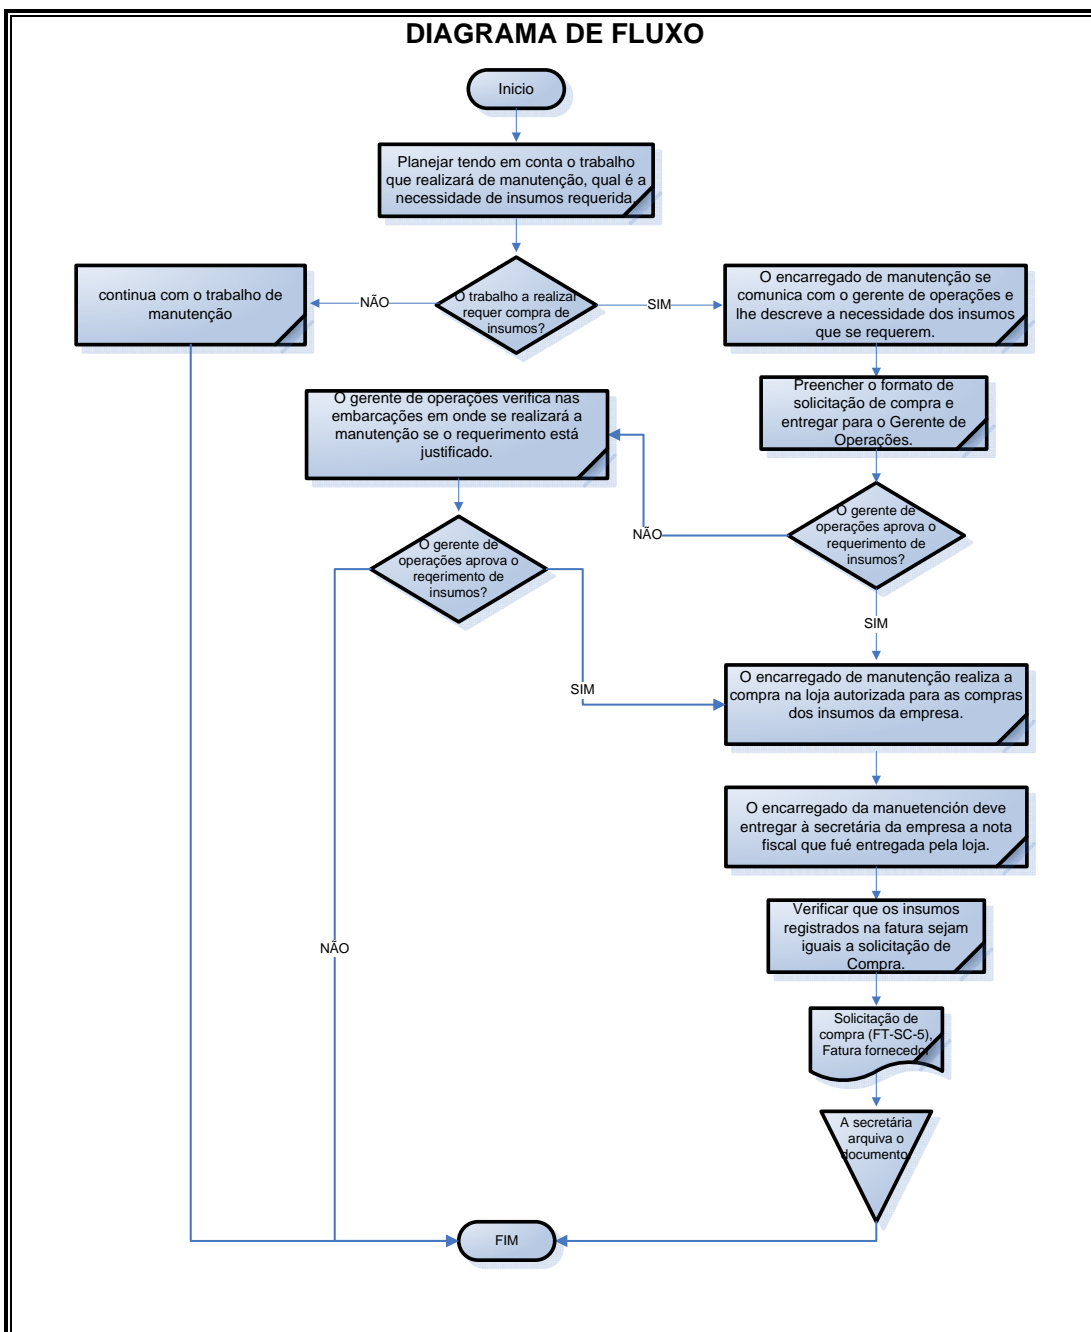 DIAGRAMA DE FLUXO
Inicio
Planejar tendo em conta o trabalho
que realizará de manutenção, qual é a
necessidade de insumos requerida.
O trabalho a realizar
requer compra de
insumos?
NÃO
SIM
continua com o trabalho de
manutenção
O encarregado de manutenção se
comunica com o gerente de operações e
lhe descreve a necessidade dos insumos
que se requerem.
Preencher o formato de
solicitação de compra e
entregar para o Gerente de
Operações.
O gerente de operações verifica nas
embarcações em onde se realizará a
manutenção se o requerimento está
justificado.
O gerente de
operações aprova o
requerimento de
insumos?
NÃO
O gerente de
operações aprova o
reqerimento de
insumos?
SIM
SIM
O encarregado de manutenção realiza a
compra na loja autorizada para as compras
dos insumos da empresa.
O encarregado da manuetención deve
entregar à secretária da empresa a nota
fiscal que fué entregada pela loja.
Verificar que os insumos
registrados na fatura sejam
iguais a solicitação de
Compra.
NÃO
Solicitação de
compra (FT-SC-5),
Fatura fornecedor
A secretária
arquiva o
documento
FIM